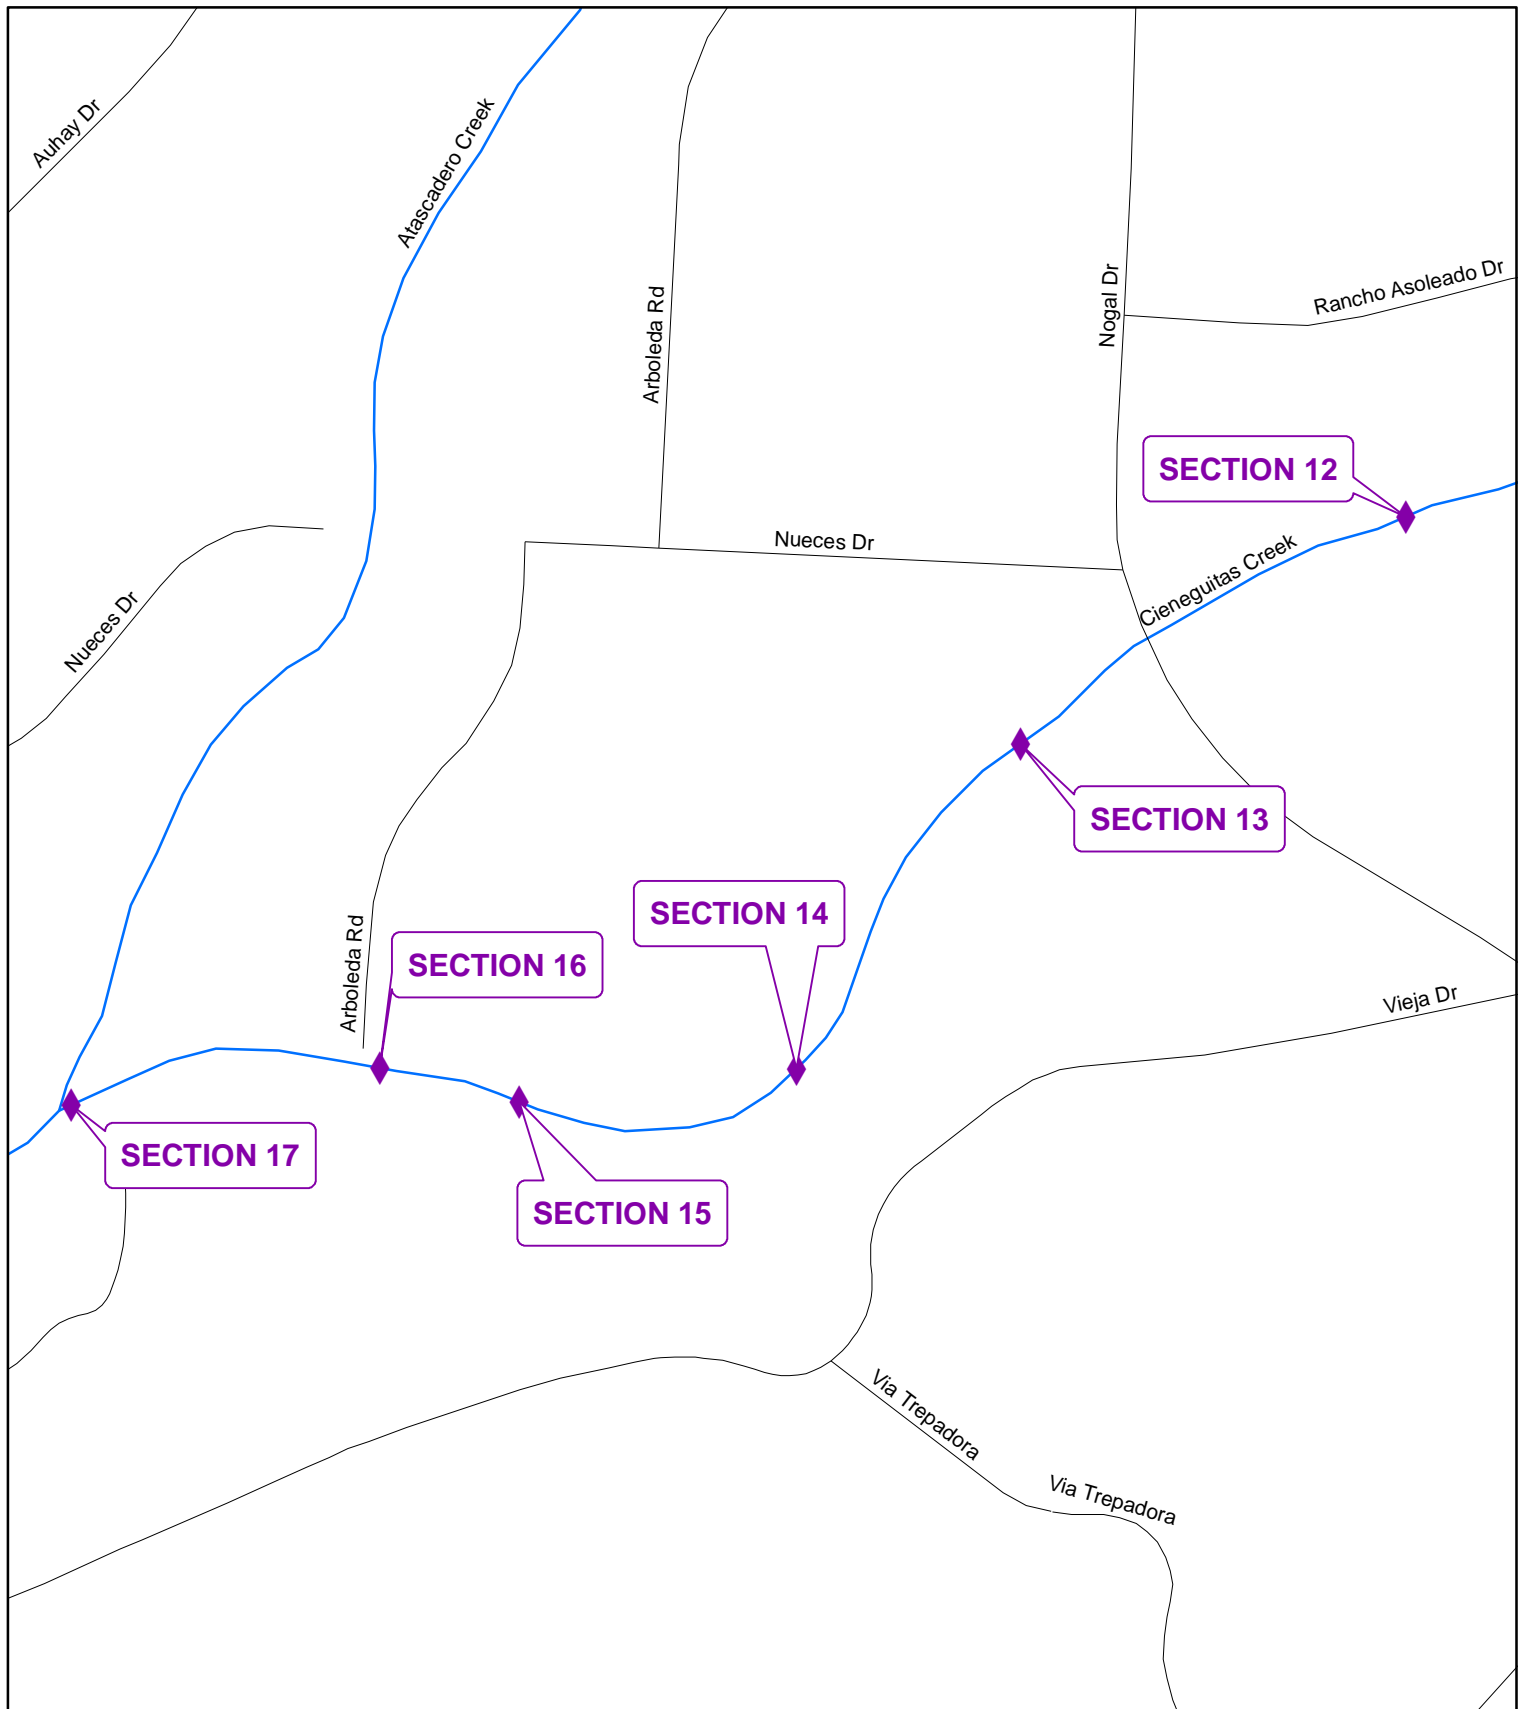 Auhay Dr
Atascadero Creek
Arboleda Rd
Nogal Dr
Rancho Asoleado Dr
SECTION 12
Nueces Dr
Cieneguitas Creek
Nueces Dr
SECTION 13
SECTION 14
Arboleda Rd
SECTION 16
Vieja Dr
SECTION 17
SECTION 15
Via Trepadora
Via Trepadora